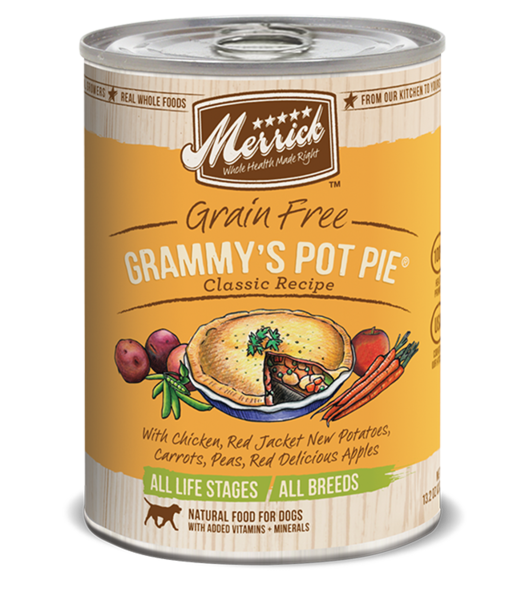 ★ REAL WHOLE FOODS
★ FROM OUR KITCHEN TO
Merrick
Whole Health Made Right
TM
Grain Free
GRAMMY'S POT PIE®
Classic Recipe
With Chicken, Red Jacket New Potatoes,
Carrots, Peas, Red Delicious Apples
ALL LIFE STAGES / ALL BREEDS
NATURAL FOOD FOR DOGS
WITH ADDED VITAMINS + MINERALS